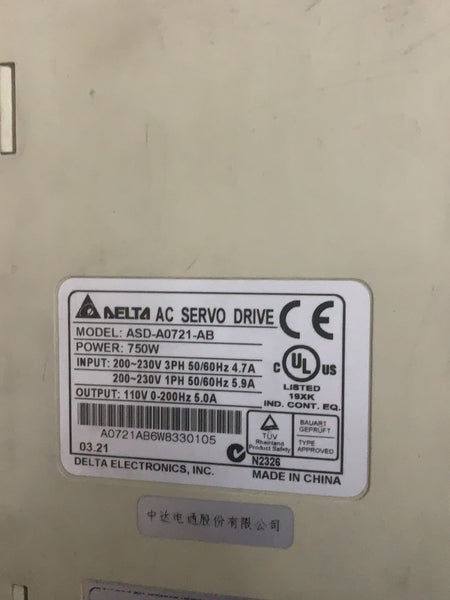 DELTA AC SERVO DRIVE
MODEL: ASD-A0721-AB
POWER: 750W
INPUT: 200~230V 3PH 50/60Hz 4.7A
200~230V 1PH 50/60Hz 5.9A
OUTPUT: 110V 0-200Hz 5.0A
A0721AB6W8330105
03.21
DELTA ELECTRONICS, INC.
CE
C UL US
LISTED
19XK
IND. CONT. EQ.
TÜV
Rheinland
Product Safety
BAUART
GEPRÜFT
TYPE
APPROVED
N2326
MADE IN CHINA
中达电通股份有限公司